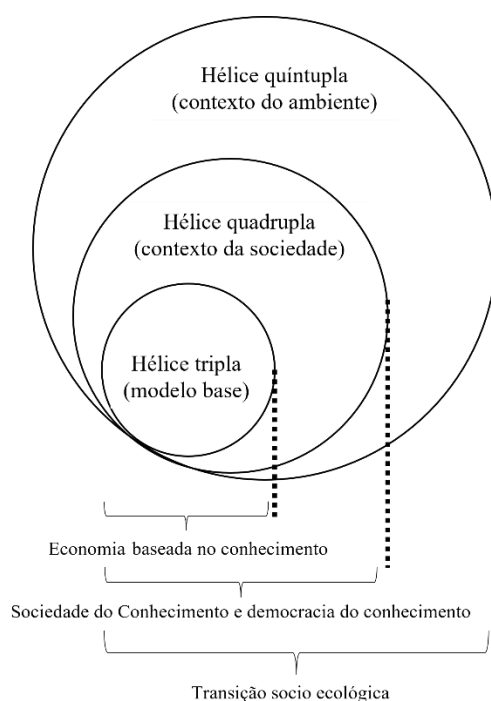 Hélice quíntupla
(contexto do ambiente)
Hélice quadrupla
(contexto da sociedade)
Hélice tripla
(modelo base)
Economia baseada no conhecimento
Sociedade do Conhecimento e democracia do conhecimento
Transição socio ecológica